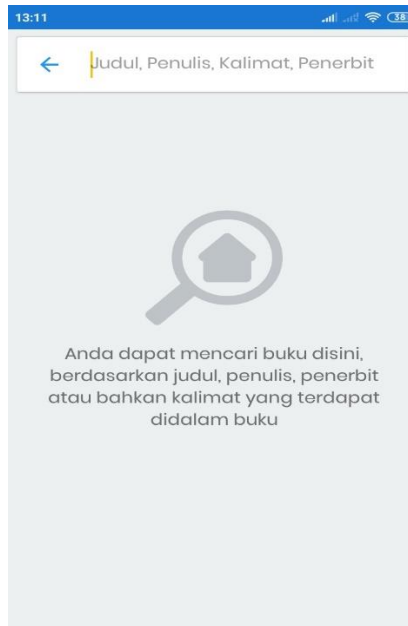 13:11
38
Judul, Penulis, Kalimat, Penerbit
Anda dapat mencari buku disini,
berdasarkan judul, penulis, penerbit
atau bahkan kalimat yang terdapat
didalam buku